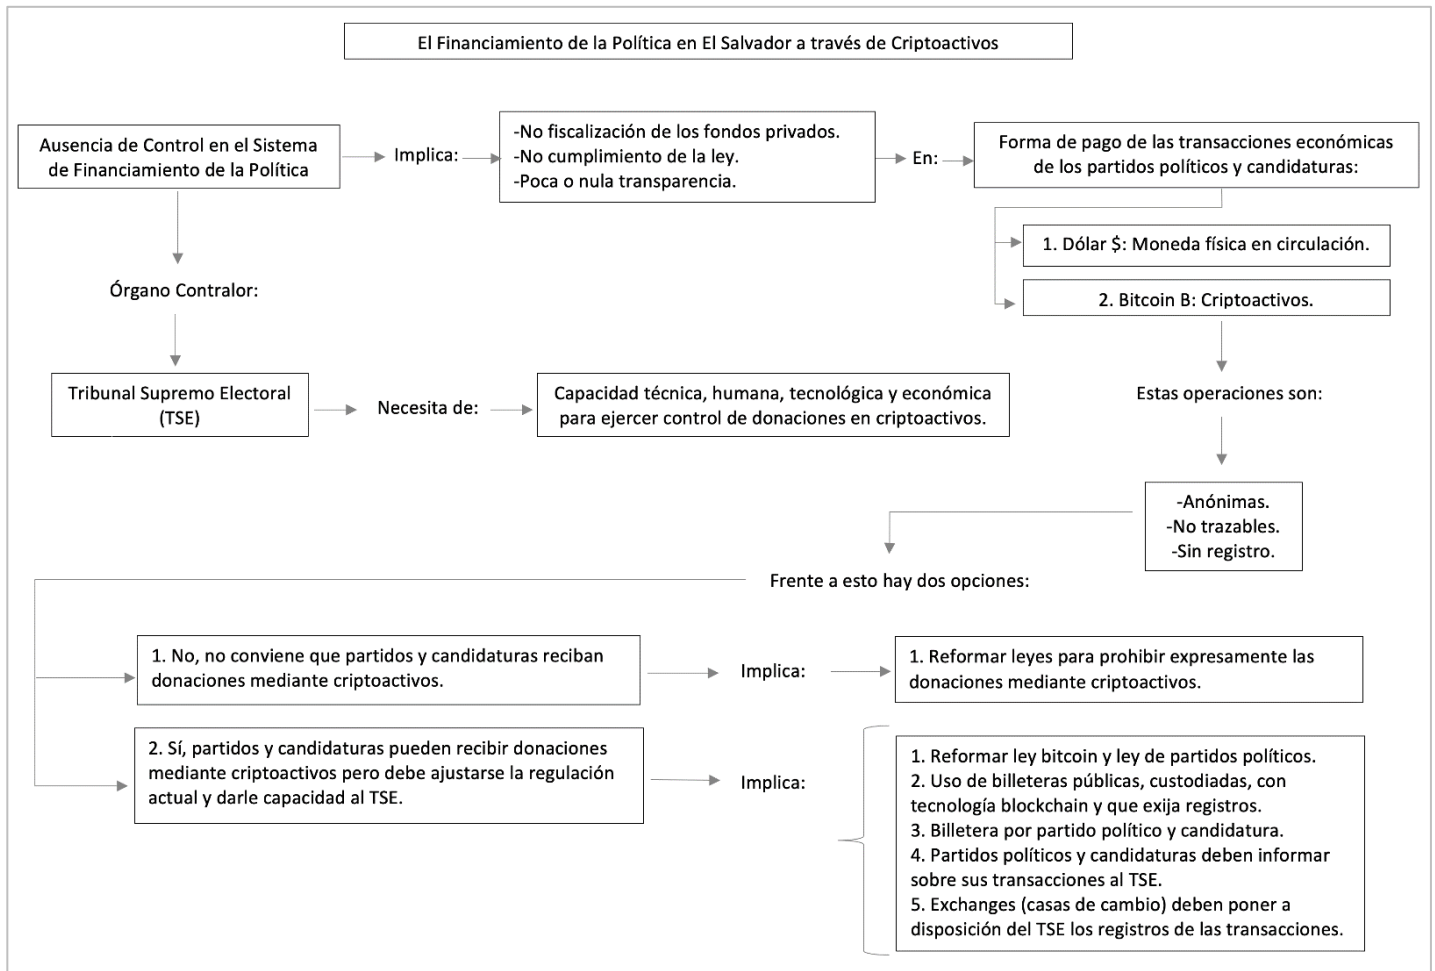 El Financiamiento de la Política en El Salvador a través de Criptoactivos
Ausencia de Control en el Sistema
de Financiamiento de la Política
Implica:
-No fiscalización de los fondos privados.
-No cumplimiento de la ley.
-Poca o nula transparencia.
En:
Forma de pago de las transacciones económicas
de los partidos políticos y candidaturas:
1. Dólar $: Moneda física en circulación.
2. Bitcoin B: Criptoactivos.
Órgano Contralor:
Tribunal Supremo Electoral
(TSE)
Necesita de:
Capacidad técnica, humana, tecnológica y económica
para ejercer control de donaciones en criptoactivos.
Estas operaciones son:
-Anónimas.
-No trazables.
-Sin registro.
Frente a esto hay dos opciones:
1. No, no conviene que partidos y candidaturas reciban
donaciones mediante criptoactivos.
Implica:
1. Reformar leyes para prohibir expresamente las
donaciones mediante criptoactivos.
2. Sí, partidos y candidaturas pueden recibir donaciones
mediante criptoactivos pero debe ajustarse la regulación
actual y darle capacidad al TSE.
Implica:
1. Reformar ley bitcoin y ley de partidos políticos.
2. Uso de billeteras públicas, custodiadas, con
tecnología blockchain y que exija registros.
3. Billetera por partido político y candidatura.
4. Partidos políticos y candidaturas deben informar
sobre sus transacciones al TSE.
5. Exchanges (casas de cambio) deben poner a
disposición del TSE los registros de las transacciones.